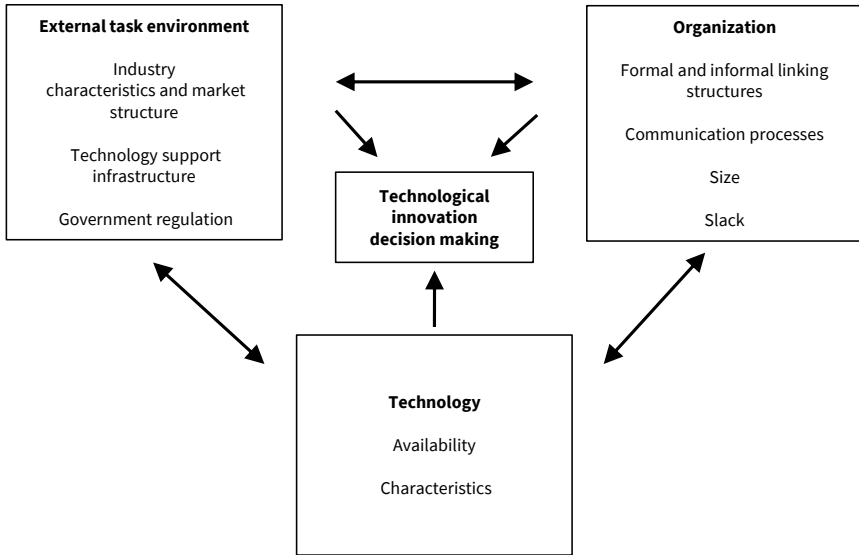 External task environment
Industry
characteristics and market
structure
Technology support
infrastructure
Government regulation
Organization
Formal and informal linking
structures
Communication processes
Size
Slack
Technological
innovation
decision making
Technology
Availability
Characteristics